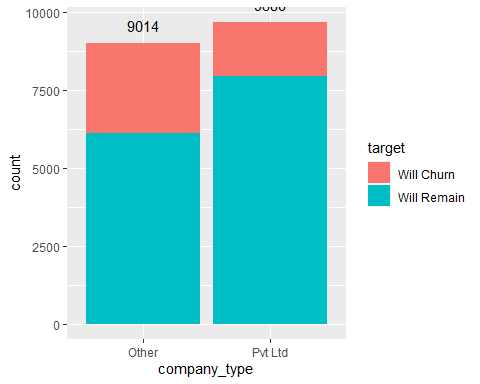 10000
7500
5000
2500
0
count
9014
Other
Pvt Ltd
company_type
target
Will Churn
Will Remain